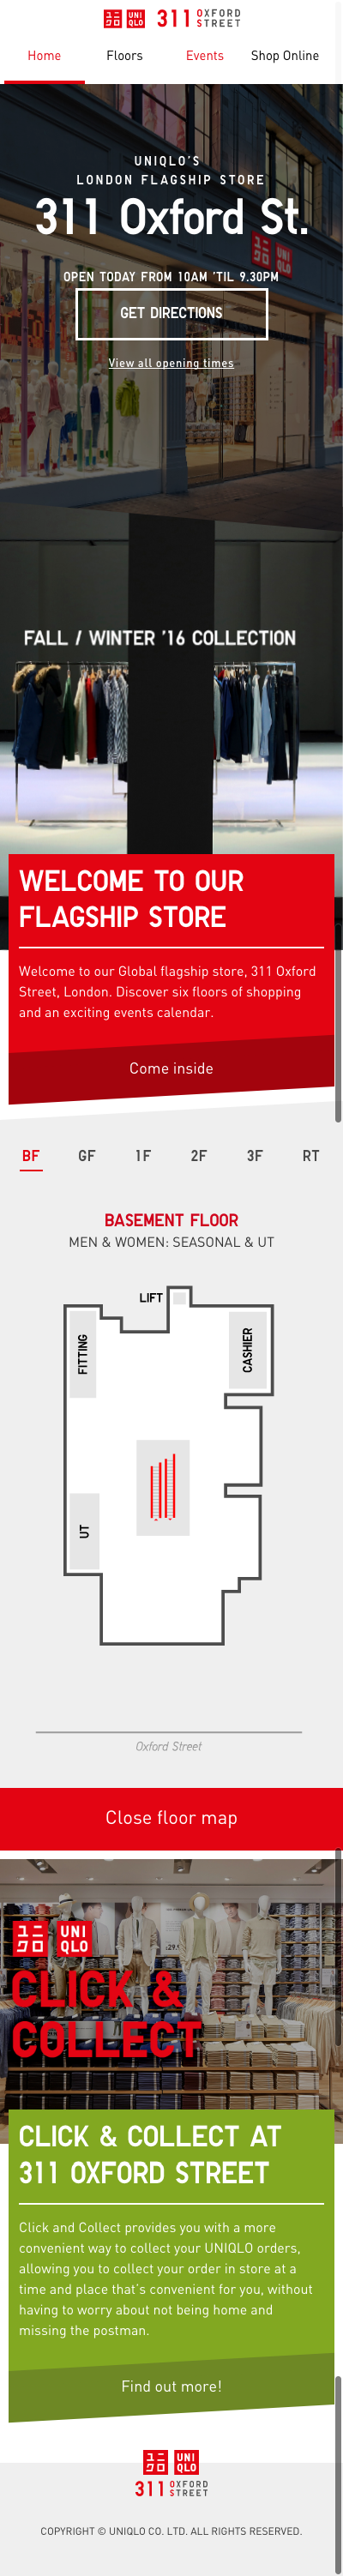 ユニ
クロ
UNI
QLO
311 OXFORD
STREET
Home Floors Events Shop Online
UNIQLO'S
LONDON FLAGSHIP STORE
311 Oxford St.
UNI
QLO
OPEN TODAY FROM 10AM 'TIL 9.30PM
GET DIRECTIONS
View all opening times
FALL / WINTER '16 COLLECTION
WELCOME TO OUR
FLAGSHIP STORE
Welcome to our Global flagship store, 311 Oxford
Street, London. Discover six floors of shopping
and an exciting events calendar.
Come inside
BF GF 1F 2F 3F RT
BASEMENT FLOOR
MEN & WOMEN: SEASONAL & UT
LIFT
FITTING
CASHIER
UT
Oxford Street
Close floor map
ユニ
クロ
UNI
QLO
CLICK &
COLLECT
CLICK & COLLECT AT
311 OXFORD STREET
Click and Collect provides you with a more
convenient way to collect your UNIQLO orders,
allowing you to collect your order in store at a
time and place that's convenient for you, without
having to worry about not being home and
missing the postman.
Find out more!
ユニ
クロ
UNI
QLO
311 OXFORD
STREET
COPYRIGHT © UNIQLO CO. LTD. ALL RIGHTS RESERVED.